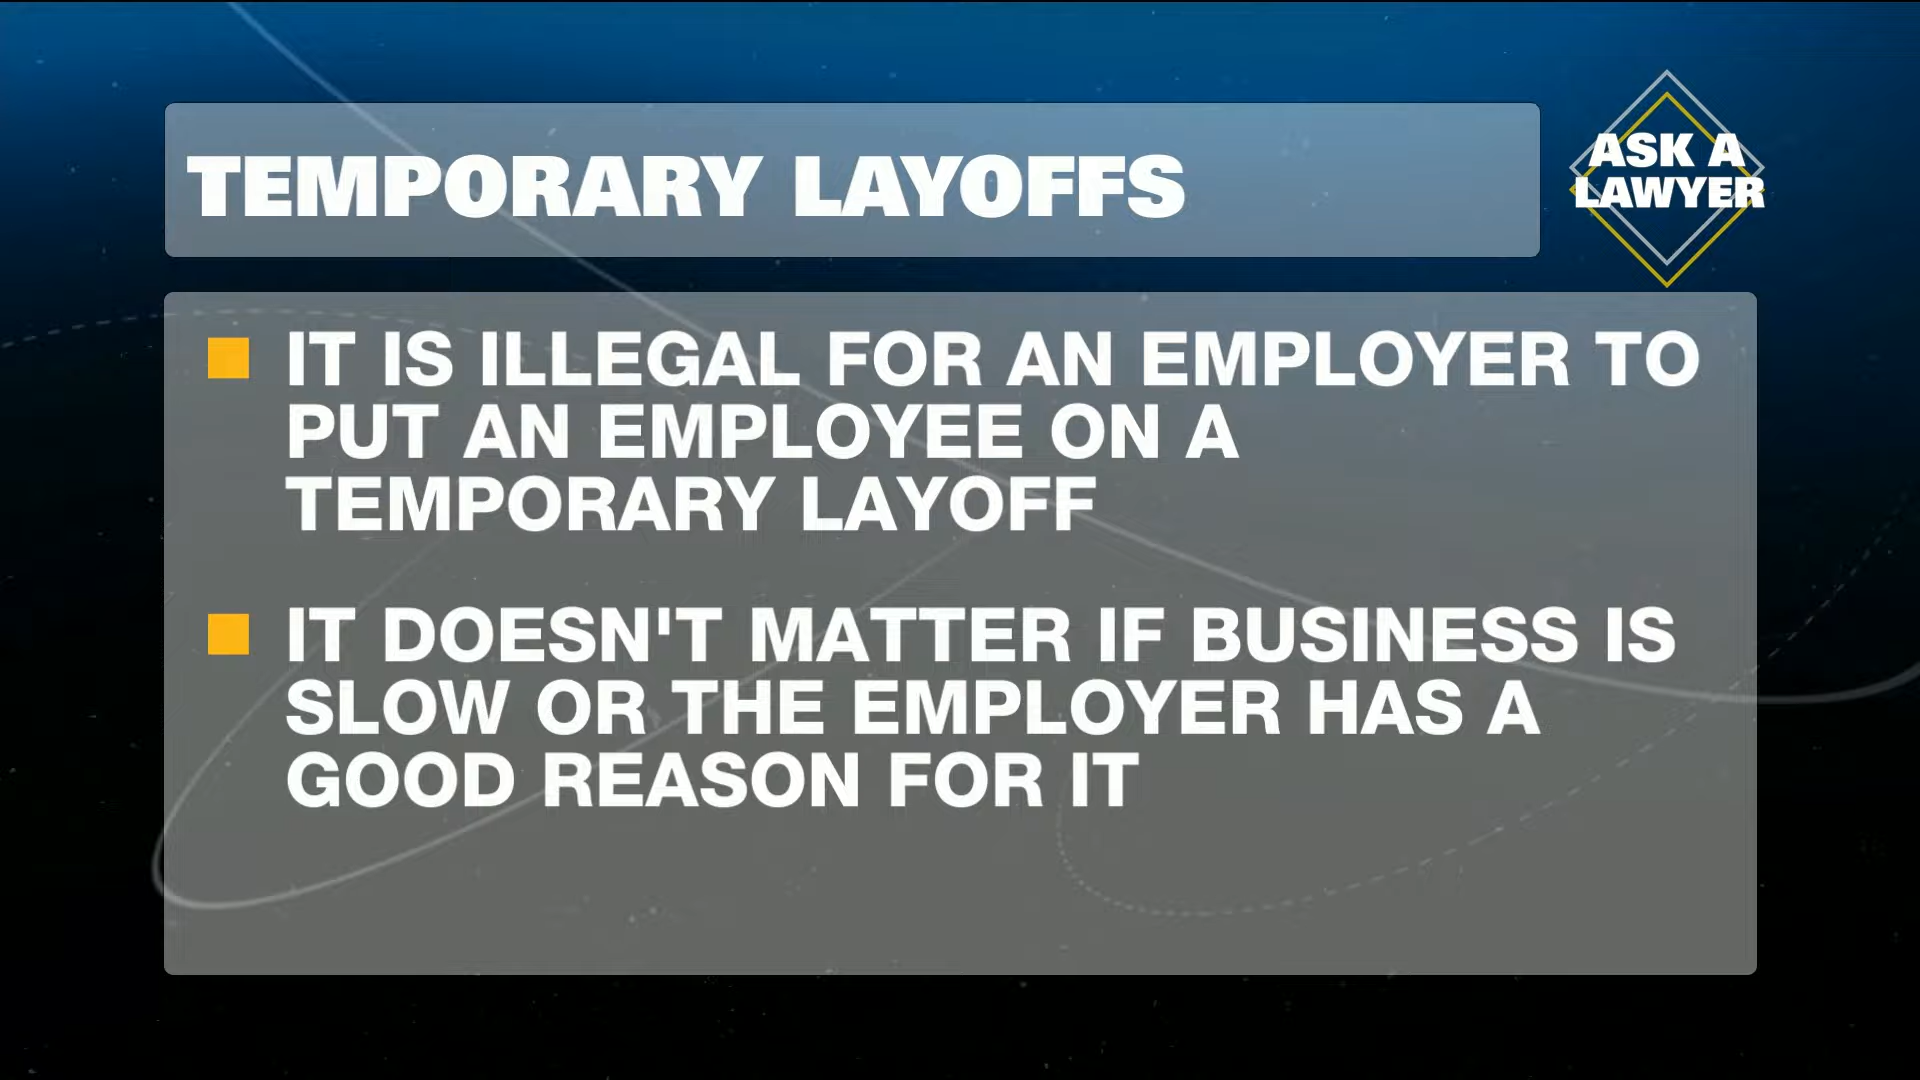 TEMPORARY LAYOFFS
ASK A
LAWYER
IT IS ILLEGAL FOR AN EMPLOYER TO
PUT AN EMPLOYEE ON A
TEMPORARY LAYOFF
IT DOESN'T MATTER IF BUSINESS IS
SLOW OR THE EMPLOYER HAS A
GOOD REASON FOR IT